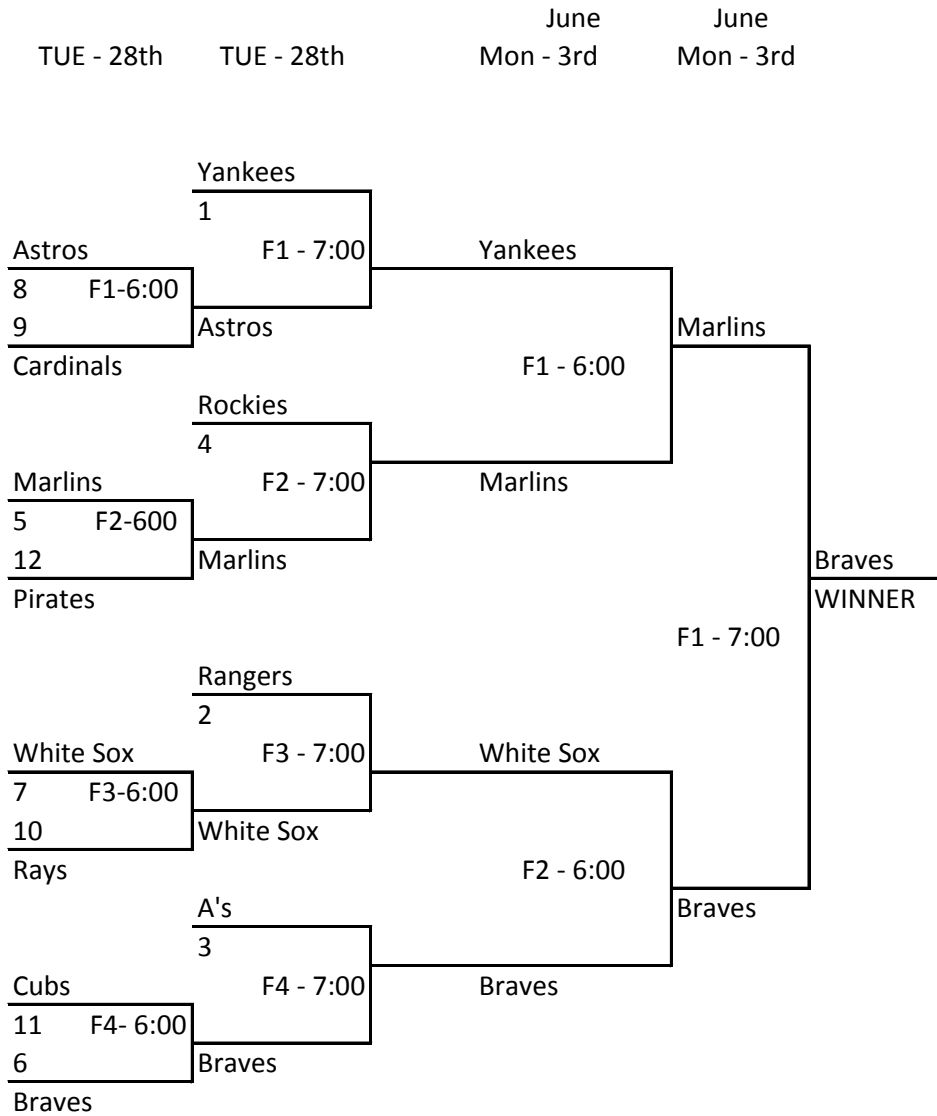 June June
TUE - 28th TUE - 28th Mon - 3rd Mon - 3rd
Yankees
1
Astros F1 - 7:00 Yankees
8 F1-6:00
9 Astros Marlins
Cardinals F1 - 6:00
Rockies
4
Marlins F2 - 7:00 Marlins
5 F2-600
12 Marlins Braves
Pirates WINNER
F1 - 7:00
Rangers
2
White Sox F3 - 7:00 White Sox
7 F3-6:00
10 White Sox
Rays F2 - 6:00
A's Braves
3
Cubs F4 - 7:00 Braves
11 F4- 6:00
6 Braves
Braves